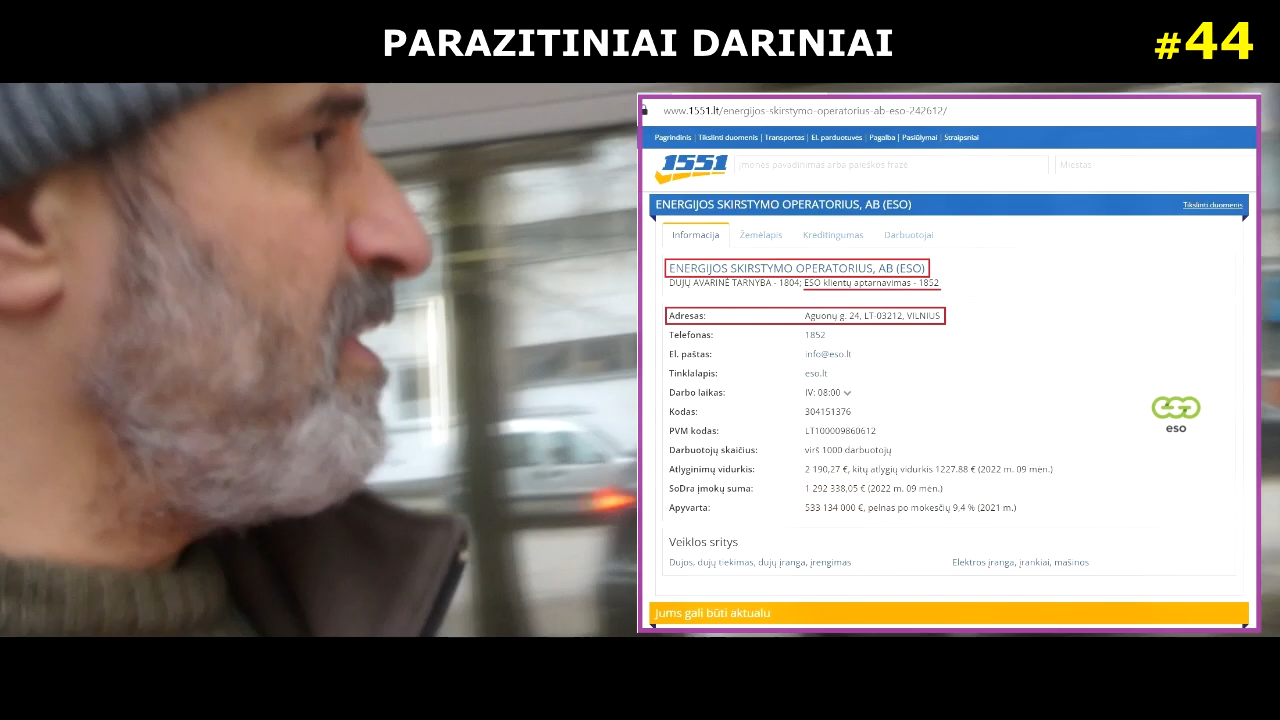 PARAZITINIAI DARINIAI
#44
www.1551.lt/energijos-skirstymo-operatorius-ab-eso-242612/
Pagrindinis | Tikslinti duomenis | Transportas | El. parduotuvės | Pagalba | Pasiūlymai | Straipsniai
1551
Įmonės pavadinimas arba paieškos frazė
Miestas
ENERGIJOS SKIRSTYMO OPERATORIUS, AB (ESO)
Tikslinti duomenis
Informacija Žemėlapis Kreditingumas Darbuotojai
ENERGIJOS SKIRSTYMO OPERATORIUS, AB (ESO)
DUJŲ AVARINĖ TARNYBA - 1804; ESO klientų aptarnavimas - 1852
Adresas: Aguonų g. 24, LT-03212, VILNIUS
Telefonas: 1852
El. paštas: info@eso.lt
Tinklalapis: eso.lt
Darbo laikas: IV: 08:00
Kodas: 304151376
PVM kodas: LT100009860612
Darbuotojų skaičius: virš 1000 darbuotojų
Atlyginimų vidurkis: 2 190,27 €, kitų atlygių vidurkis 1227.88 € (2022 m. 09 mėn.)
SoDra įmokų suma: 1 292 338,05 € (2022 m. 09 mėn.)
Apyvarta: 533 134 000 €, pelnas po mokesčių 9,4 % (2021 m.)
eso
Veiklos sritys
Dujos, dujų tiekimas, dujų įranga, įrengimas
Elektros įranga, įrankiai, mašinos
Jums gali būti aktualu